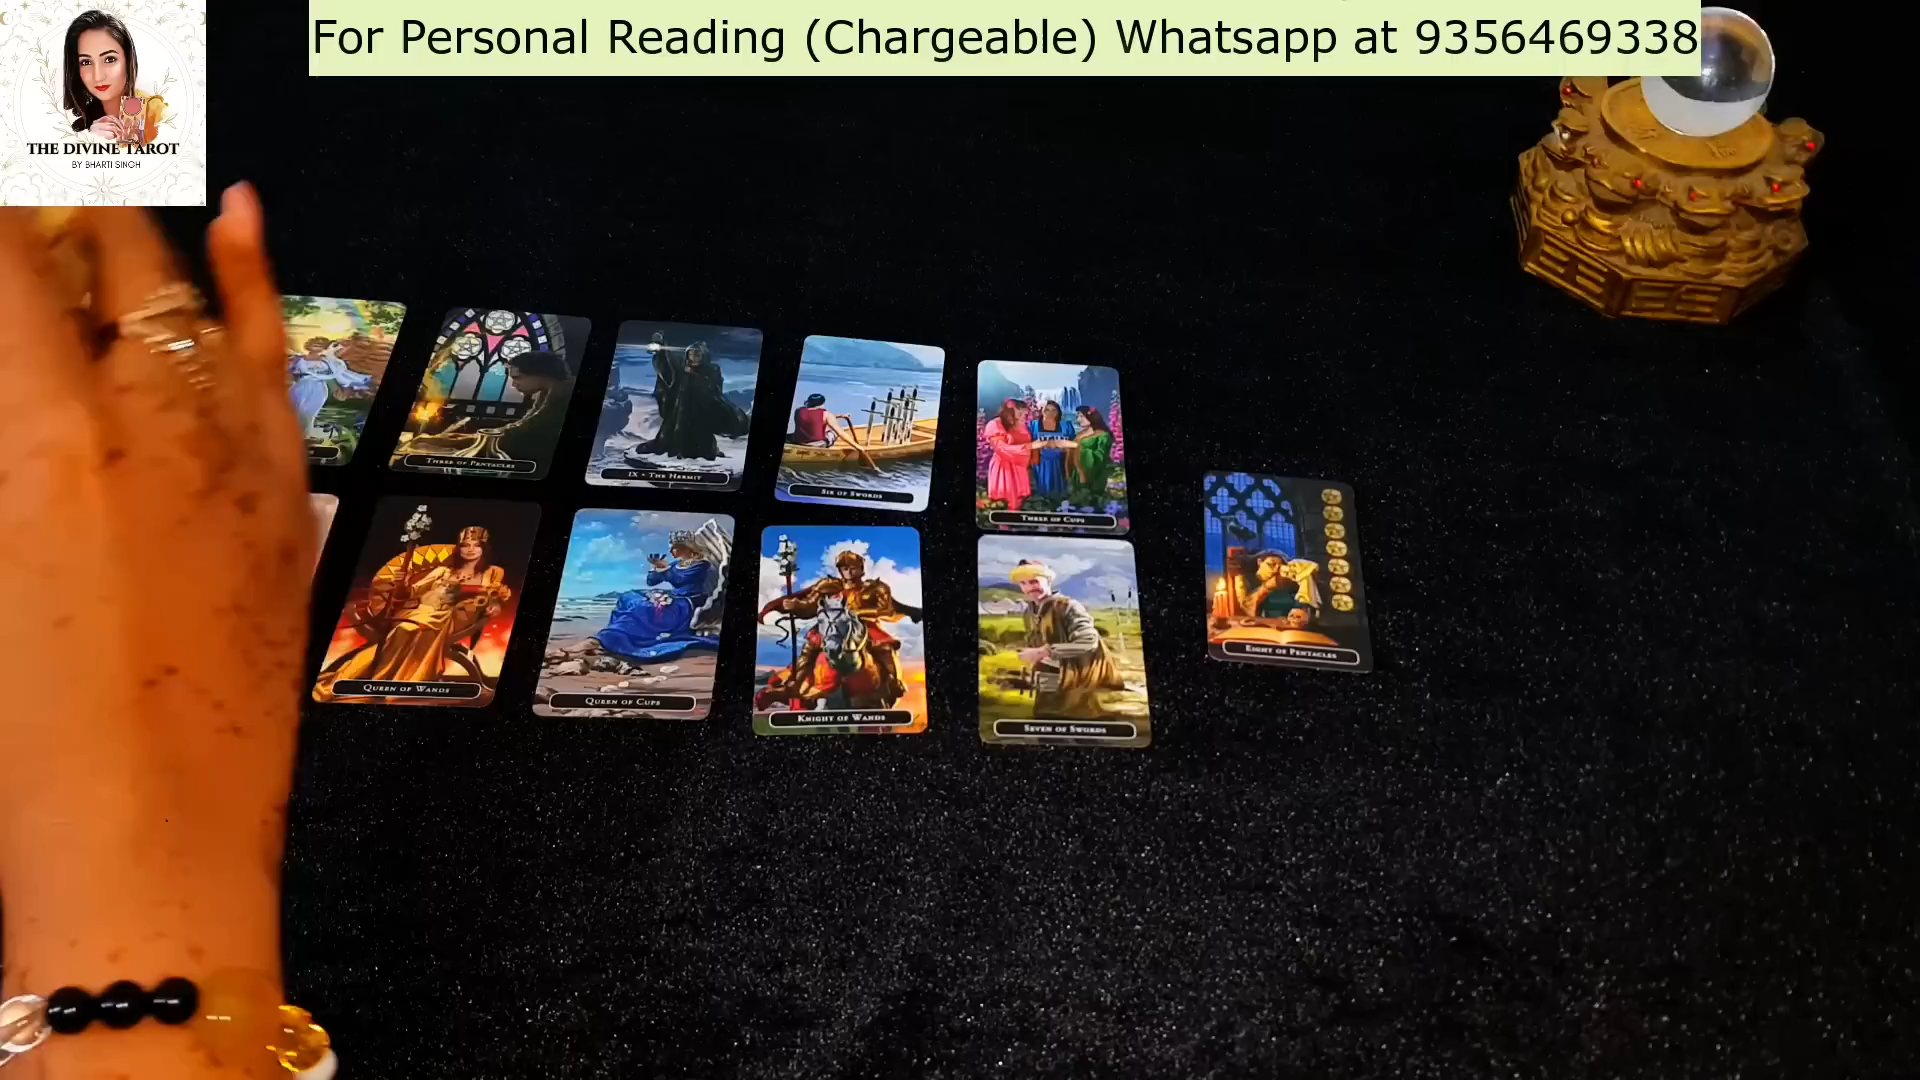 For Personal Reading (Chargeable) Whatsapp at 9356469338
THE DIVINE TAROT
BY BHARTI SINGH
THREE OF PENTACLES
IX • THE HERMIT
SIX OF SWORDS
THREE OF CUPS
EIGHT OF PENTACLES
QUEEN OF WANDS
QUEEN OF CUPS
KNIGHT OF WANDS
SEVEN OF SWORDS